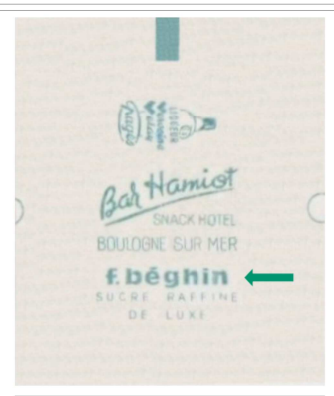 Bar Hamiot
SNACK HOTEL
BOULOGNE SUR MER
f. béghin
SUCRE RAFFINE
DE LUXE